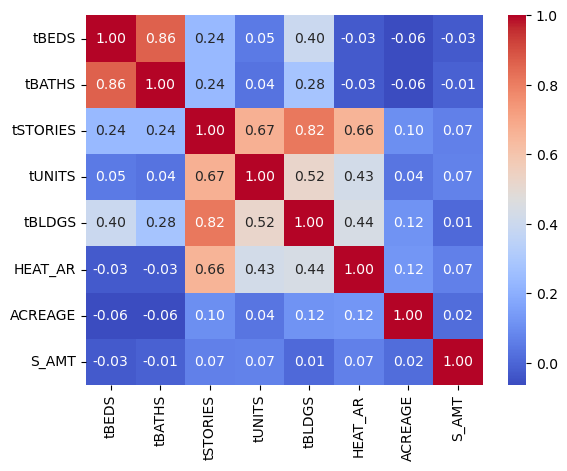 tBEDS 1.00 0.86 0.24 0.05 0.40 -0.03 -0.06 -0.03
tBATHS 0.86 1.00 0.24 0.04 0.28 -0.03 -0.06 -0.01
tSTORIES 0.24 0.24 1.00 0.67 0.82 0.66 0.10 0.07
tUNITS 0.05 0.04 0.67 1.00 0.52 0.43 0.04 0.07
tBLDGS 0.40 0.28 0.82 0.52 1.00 0.44 0.12 0.01
HEAT_AR -0.03 -0.03 0.66 0.43 0.44 1.00 0.12 0.07
ACREAGE -0.06 -0.06 0.10 0.04 0.12 0.12 1.00 0.02
S_AMT -0.03 -0.01 0.07 0.07 0.01 0.07 0.02 1.00
tBEDS tBATHS tSTORIES tUNITS tBLDGS HEAT_AR ACREAGE S_AMT
1.0
0.8
0.6
0.4
0.2
0.0